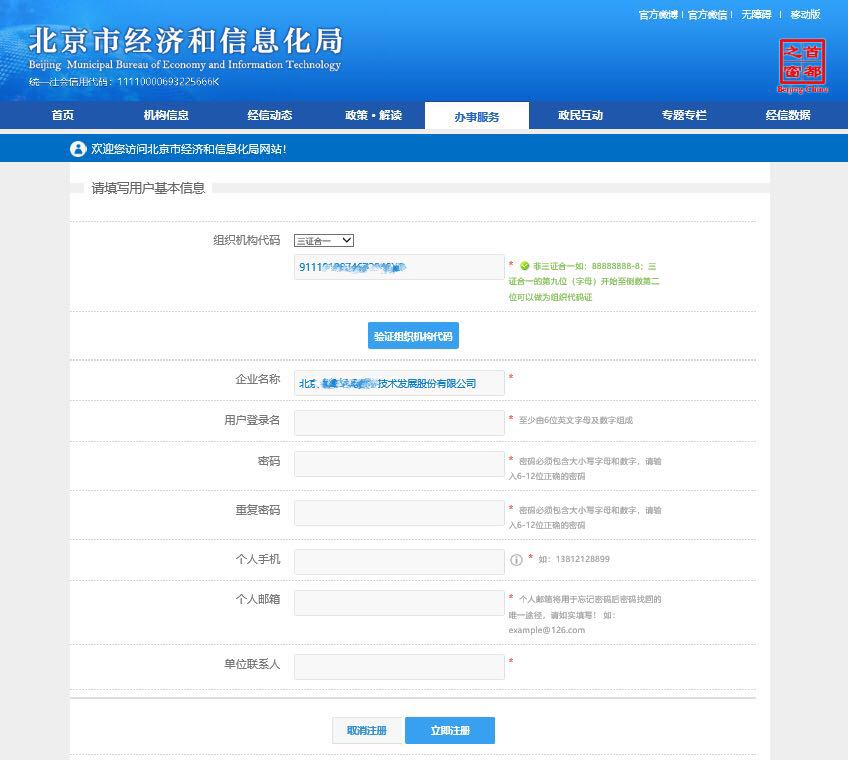 官方微博 | 官方微信 | 无障碍 | 移动版
北京市经济和信息化局
Beijing Municipal Bureau of Economy and Information Technology
统一社会信用代码：11110000693225666K
首都之窗
Beijing-China
首页 机构信息 经信动态 政策·解读 办事服务 政民互动 专题专栏 经信数据
欢迎您访问北京市经济和信息化局网站！
请填写用户基本信息
组织机构代码 三证合一
* 非三证合一如：88888888-8；三
证合一的第九位（字母）开始至倒数第二
位可以做为组织代码证
验证组织机构代码
企业名称 北京 技术发展股份有限公司 *
用户登录名 * 至少由6位英文字母及数字组成
密码 * 密码必须包含大小写字母和数字，请输
入6-12位正确的密码
重复密码 * 密码必须包含大小写字母和数字，请输
入6-12位正确的密码
个人手机 * 如：13812128899
个人邮箱 * 个人邮箱将用于忘记密码后密码找回的
唯一途径，请如实填写！ 如：
example@126.com
单位联系人 *
取消注册 立即注册